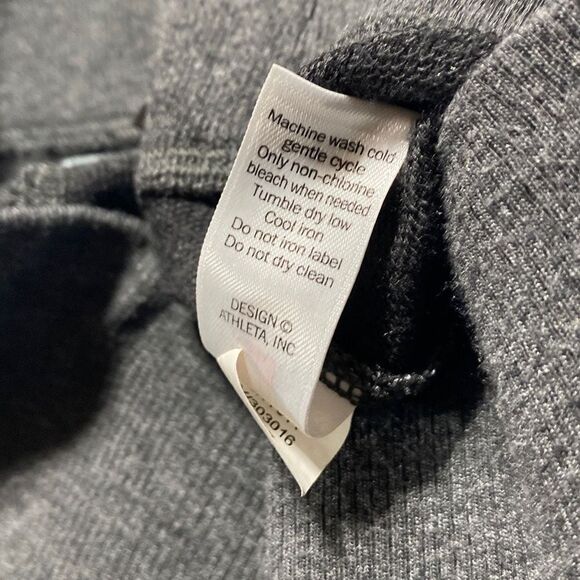 Machine wash cold
gentle cycle
Only non-chlorine
bleach when needed
Tumble dry low
Cool iron
Do not iron label
Do not dry clean
DESIGN ©
ATHLETA, INC
303016